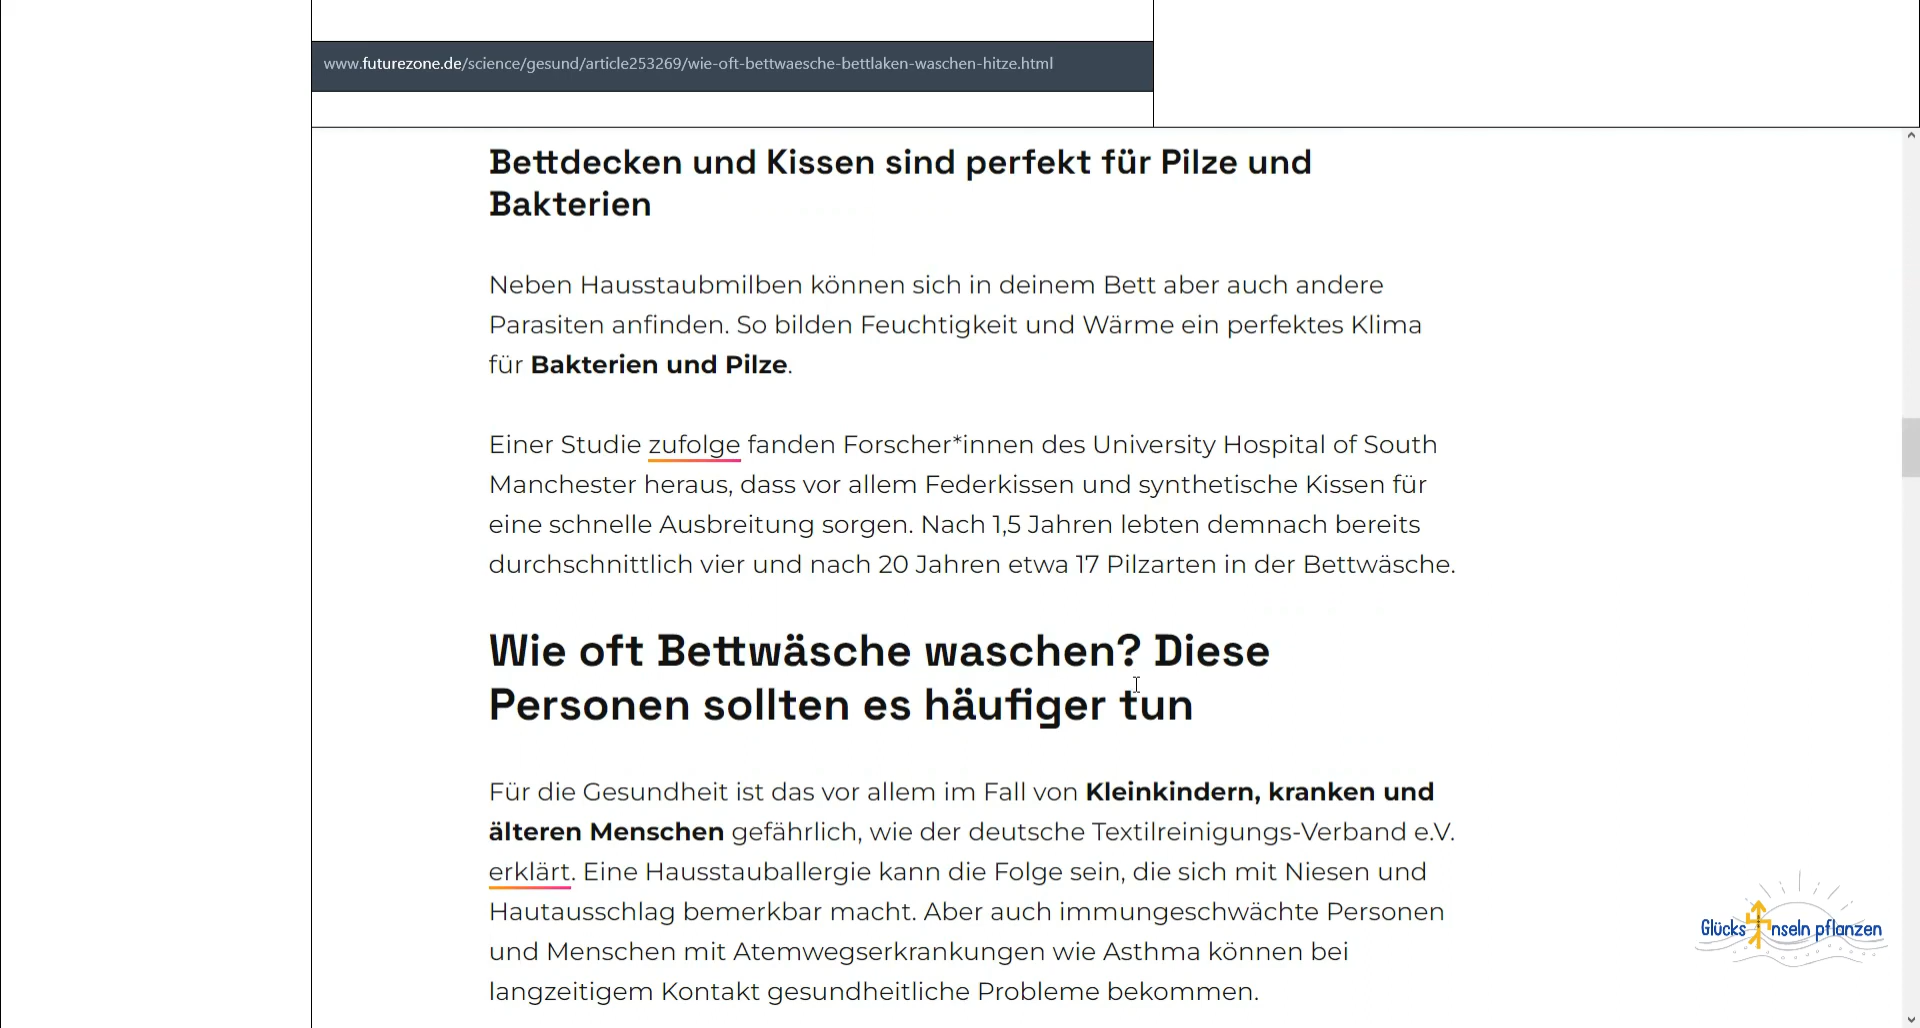 www.futurezone.de/science/gesund/article253269/wie-oft-bettwaesche-bettlaken-waschen-hitze.html
Bettdecken und Kissen sind perfekt für Pilze und
Bakterien
Neben Hausstaubmilben können sich in deinem Bett aber auch andere
Parasiten anfinden. So bilden Feuchtigkeit und Wärme ein perfektes Klima
für Bakterien und Pilze.
Einer Studie zufolge fanden Forscher*innen des University Hospital of South
Manchester heraus, dass vor allem Federkissen und synthetische Kissen für
eine schnelle Ausbreitung sorgen. Nach 1,5 Jahren lebten demnach bereits
durchschnittlich vier und nach 20 Jahren etwa 17 Pilzarten in der Bettwäsche.
Wie oft Bettwäsche waschen? Diese
Personen sollten es häufiger tun
Für die Gesundheit ist das vor allem im Fall von Kleinkindern, kranken und
älteren Menschen gefährlich, wie der deutsche Textilreinigungs-Verband e.V.
erklärt. Eine Hausstauballergie kann die Folge sein, die sich mit Niesen und
Hautausschlag bemerkbar macht. Aber auch immungeschwächte Personen
und Menschen mit Atemwegserkrankungen wie Asthma können bei
langzeitigem Kontakt gesundheitliche Probleme bekommen.
Glücks Inseln pflanzen